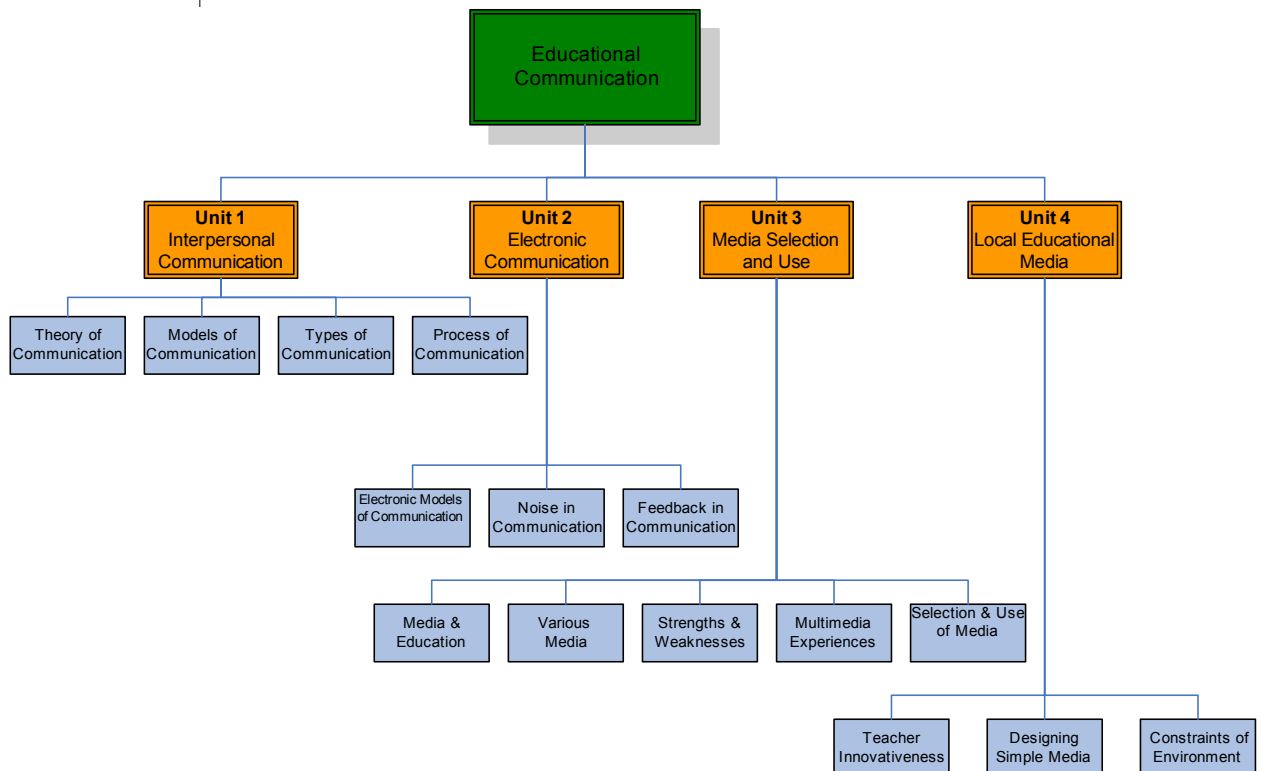 Educational
Communication
Unit 1
Interpersonal
Communication
Unit 2
Electronic
Communication
Unit 3
Media Selection
and Use
Unit 4
Local Educational
Media
Theory of
Communication
Models of
Communication
Types of
Communication
Process of
Communication
Electronic Models
of Communication
Noise in
Communication
Feedback in
Communication
Media &
Education
Various
Media
Strengths &
Weaknesses
Multimedia
Experiences
Selection & Use
of Media
Teacher
Innovativeness
Designing
Simple Media
Constraints of
Environment